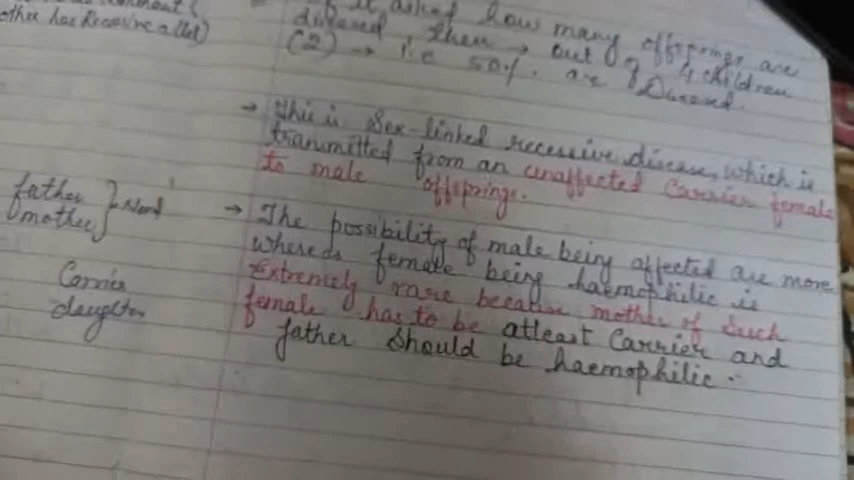 other has Recessive allel)
how many offsprings are
diseased then → out of 4 children
(2) → i.e 50% are Diseased.
→ This is Sex-linked recessive disease, which is
transmitted from an unaffected Carrier female
to male offsprings.
father
mother
→ The possibility of male being affected are more
whereas female being haemophilic is
Extremely rare because mother of Such
female has to be atleast Carrier and
father Should be haemophilic.
Carrier
daughter